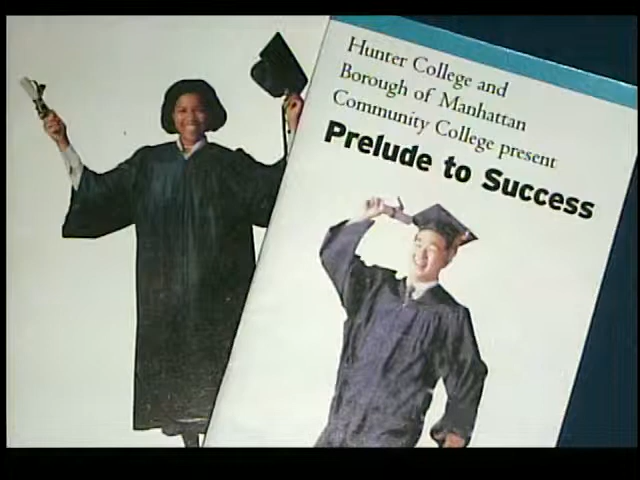 Hunter College and
Borough of Manhattan
Community College present
Prelude to Success